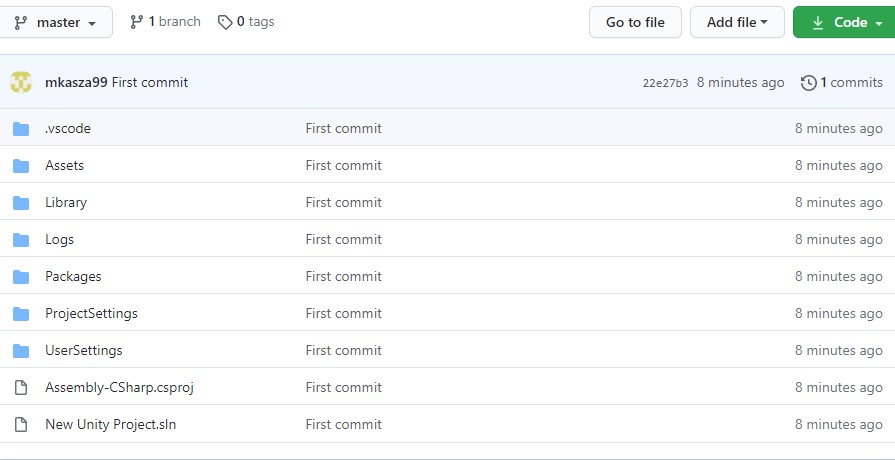 master 1 branch 0 tags Go to file Add file Code
mkasza99 First commit 22e27b3 8 minutes ago 1 commits
.vscode First commit 8 minutes ago
Assets First commit 8 minutes ago
Library First commit 8 minutes ago
Logs First commit 8 minutes ago
Packages First commit 8 minutes ago
ProjectSettings First commit 8 minutes ago
UserSettings First commit 8 minutes ago
Assembly-CSharp.csproj First commit 8 minutes ago
New Unity Project.sln First commit 8 minutes ago